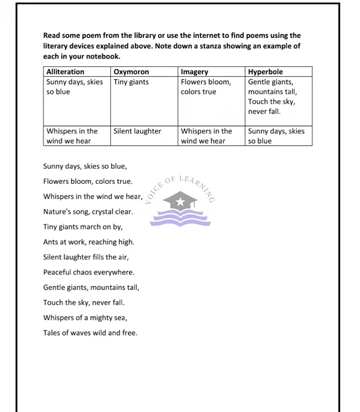 Read some poem from the library or use the internet to find poems using the
literary devices explained above. Note down a stanza showing an example of
each in your notebook.
Alliteration Oxymoron Imagery Hyperbole
Sunny days, skies Tiny giants Flowers bloom, Gentle giants,
so blue colors true. mountains tall,
Touch the sky,
never fall.
Whispers in the Silent laughter Whispers in the Sunny days, skies
wind we hear wind we hear so blue
Sunny days, skies so blue,
Flowers bloom, colors true.
Whispers in the wind we hear,
Nature's song, crystal clear.
Tiny giants march on by,
Ants at work, reaching high.
Silent laughter fills the air,
Peaceful chaos everywhere.
Gentle giants, mountains tall,
Touch the sky, never fall.
Whispers of a mighty sea,
Tales of waves wild and free.
VOICE OF LEARNING